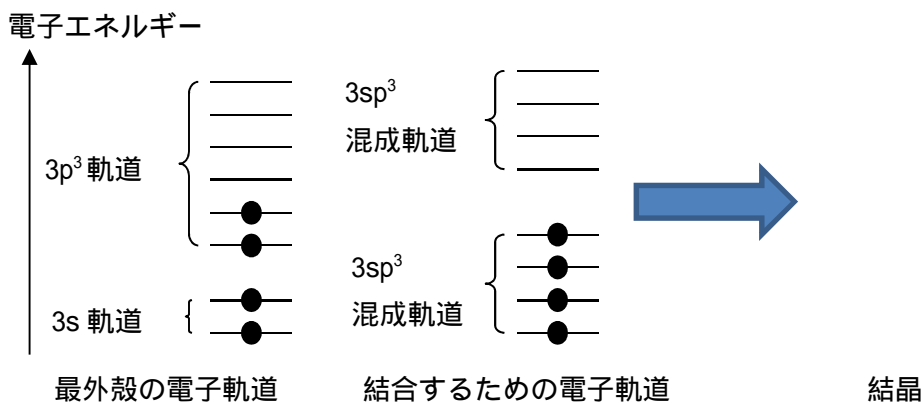 電子エネルギー
3p³ 軌道
3s 軌道
最外殻の電子軌道
3sp³
混成軌道
3sp³
混成軌道
結合するための電子軌道
結晶